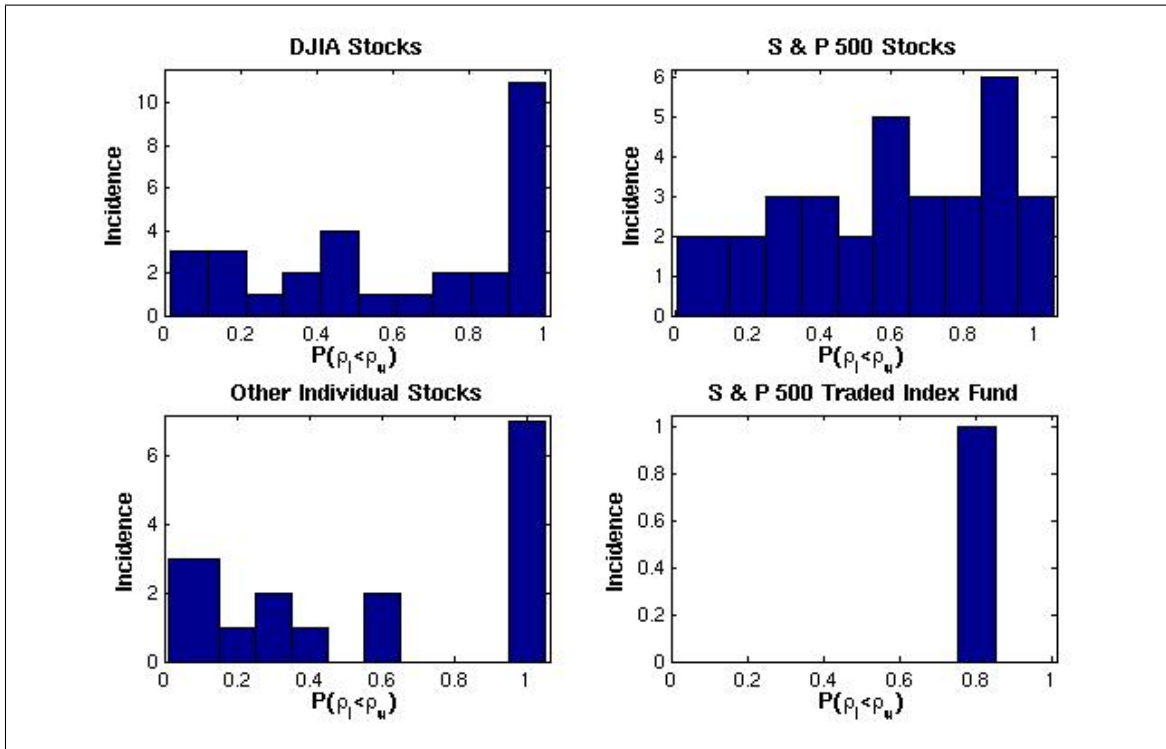 DJIA Stocks
10
8
6
4
2
0
Incidence
0 0.2 0.4 0.6 0.8 1
P(ρl<ρu)
S & P 500 Stocks
6
5
4
3
2
1
0
Incidence
0 0.2 0.4 0.6 0.8 1
P(ρl<ρu)
Other Individual Stocks
6
4
2
0
Incidence
0 0.2 0.4 0.6 0.8 1
P(ρl<ρu)
S & P 500 Traded Index Fund
1
0.8
0.6
0.4
0.2
0
Incidence
0 0.2 0.4 0.6 0.8 1
P(ρl<ρu)